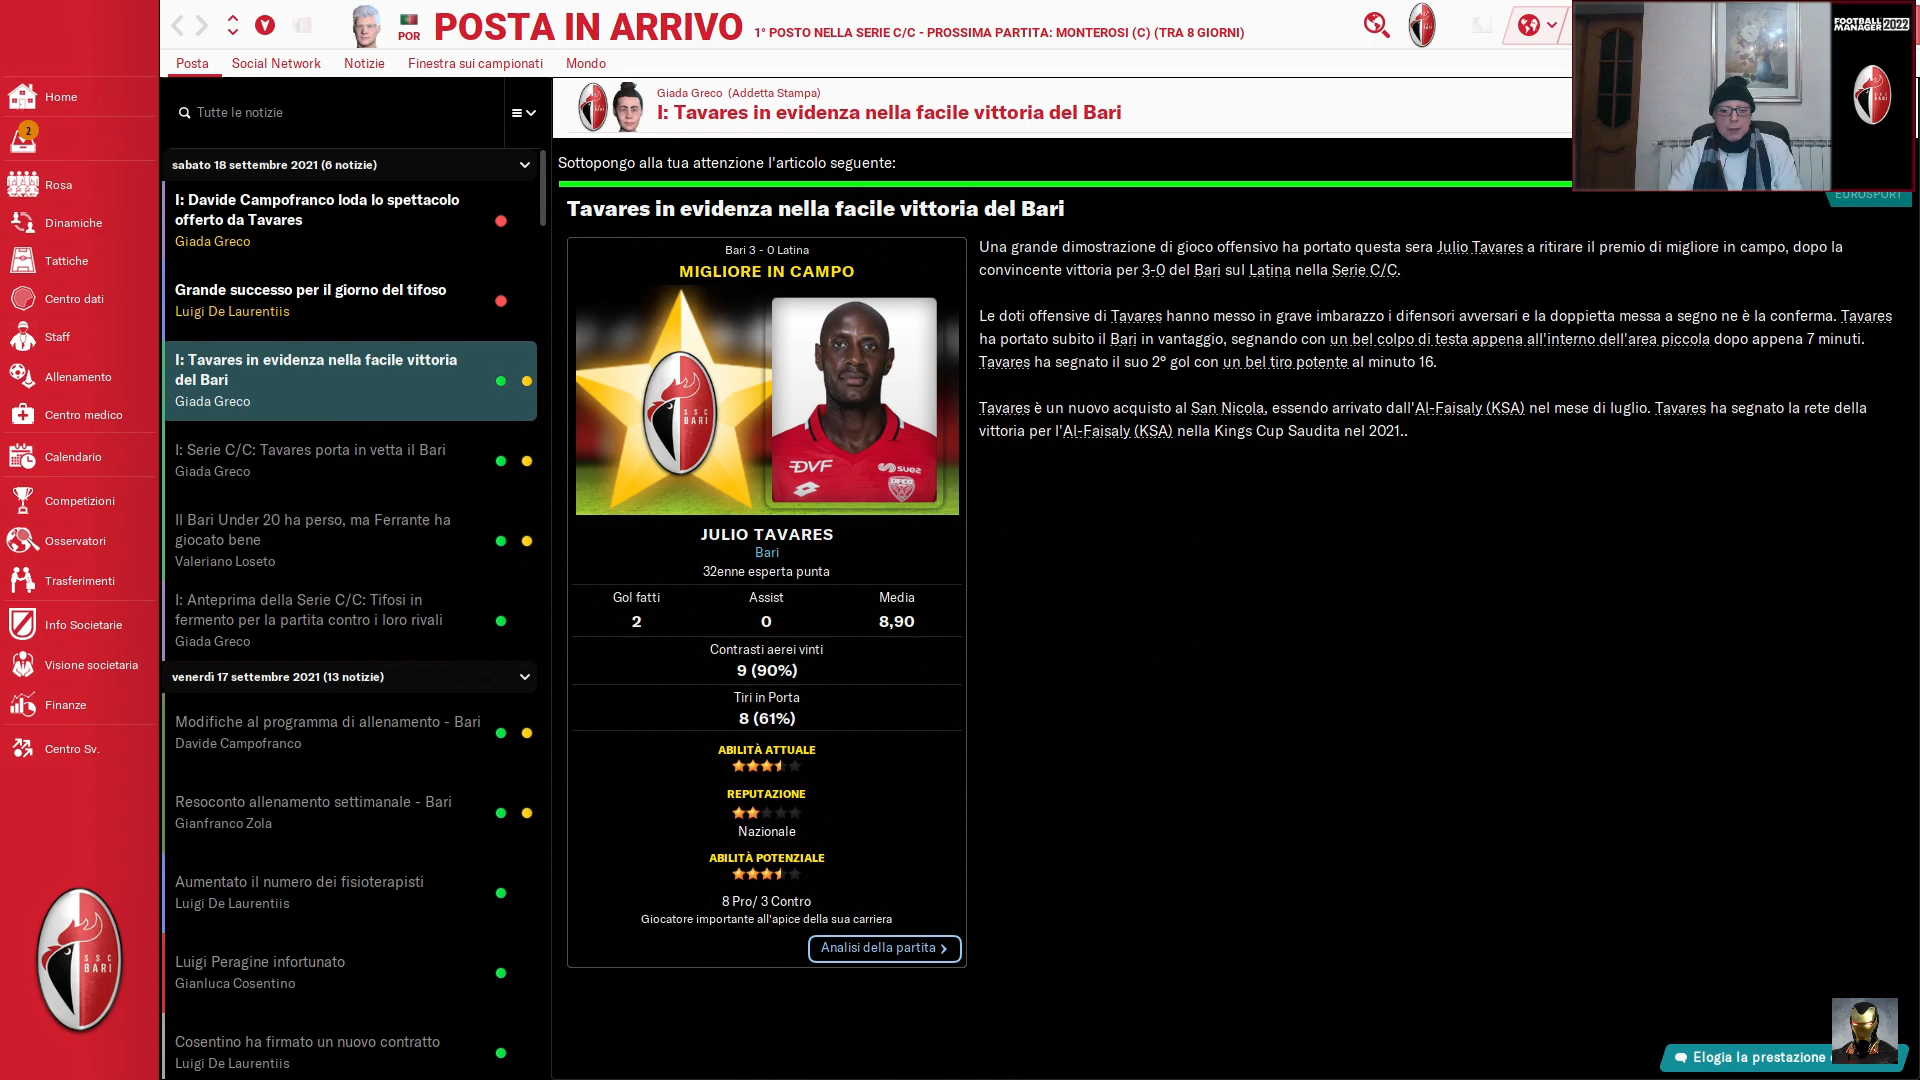 POR
POSTA IN ARRIVO
1° POSTO NELLA SERIE C/C - PROSSIMA PARTITA: MONTEROSI (C) (TRA 8 GIORNI)
FOOTBALL MANAGER 2022
Posta
Social Network
Notizie
Finestra sui campionati
Mondo
Home
2
Rosa
Dinamiche
Tattiche
Centro dati
Staff
Allenamento
Centro medico
Calendario
Competizioni
Osservatori
Trasferimenti
Info Societarie
Visione societaria
Finanze
Centro Sv.
SSC
BARI
Tutte le notizie
sabato 18 settembre 2021 (6 notizie)
I: Davide Campofranco loda lo spettacolo
offerto da Tavares
Giada Greco
Grande successo per il giorno del tifoso
Luigi De Laurentiis
I: Tavares in evidenza nella facile vittoria
del Bari
Giada Greco
I: Serie C/C: Tavares porta in vetta il Bari
Giada Greco
Il Bari Under 20 ha perso, ma Ferrante ha
giocato bene
Valeriano Loseto
I: Anteprima della Serie C/C: Tifosi in
fermento per la partita contro i loro rivali
Giada Greco
venerdì 17 settembre 2021 (13 notizie)
Modifiche al programma di allenamento - Bari
Davide Campofranco
Resoconto allenamento settimanale - Bari
Gianfranco Zola
Aumentato il numero dei fisioterapisti
Luigi De Laurentiis
Luigi Peragine infortunato
Gianluca Cosentino
Cosentino ha firmato un nuovo contratto
Luigi De Laurentiis
Giada Greco (Addetta Stampa)
I: Tavares in evidenza nella facile vittoria del Bari
Sottopongo alla tua attenzione l'articolo seguente:
EUROSPORT
Tavares in evidenza nella facile vittoria del Bari
Bari 3 - 0 Latina
MIGLIORE IN CAMPO
SSC
BARI
DVF
suez
DFCO
JULIO TAVARES
Bari
32enne esperta punta
Gol fatti
Assist
Media
2
0
8,90
Contrasti aerei vinti
9 (90%)
Tiri in Porta
8 (61%)
ABILITÀ ATTUALE
REPUTAZIONE
Nazionale
ABILITÀ POTENZIALE
8 Pro/ 3 Contro
Giocatore importante all'apice della sua carriera
Analisi della partita
Una grande dimostrazione di gioco offensivo ha portato questa sera Julio Tavares a ritirare il premio di migliore in campo, dopo la
convincente vittoria per 3-0 del Bari sul Latina nella Serie C/C.
Le doti offensive di Tavares hanno messo in grave imbarazzo i difensori avversari e la doppietta messa a segno ne è la conferma. Tavares
ha portato subito il Bari in vantaggio, segnando con un bel colpo di testa appena all'interno dell'area piccola dopo appena 7 minuti.
Tavares ha segnato il suo 2° gol con un bel tiro potente al minuto 16.
Tavares è un nuovo acquisto al San Nicola, essendo arrivato dall'Al-Faisaly (KSA) nel mese di luglio. Tavares ha segnato la rete della
vittoria per l'Al-Faisaly (KSA) nella Kings Cup Saudita nel 2021..
Elogia la prestazione